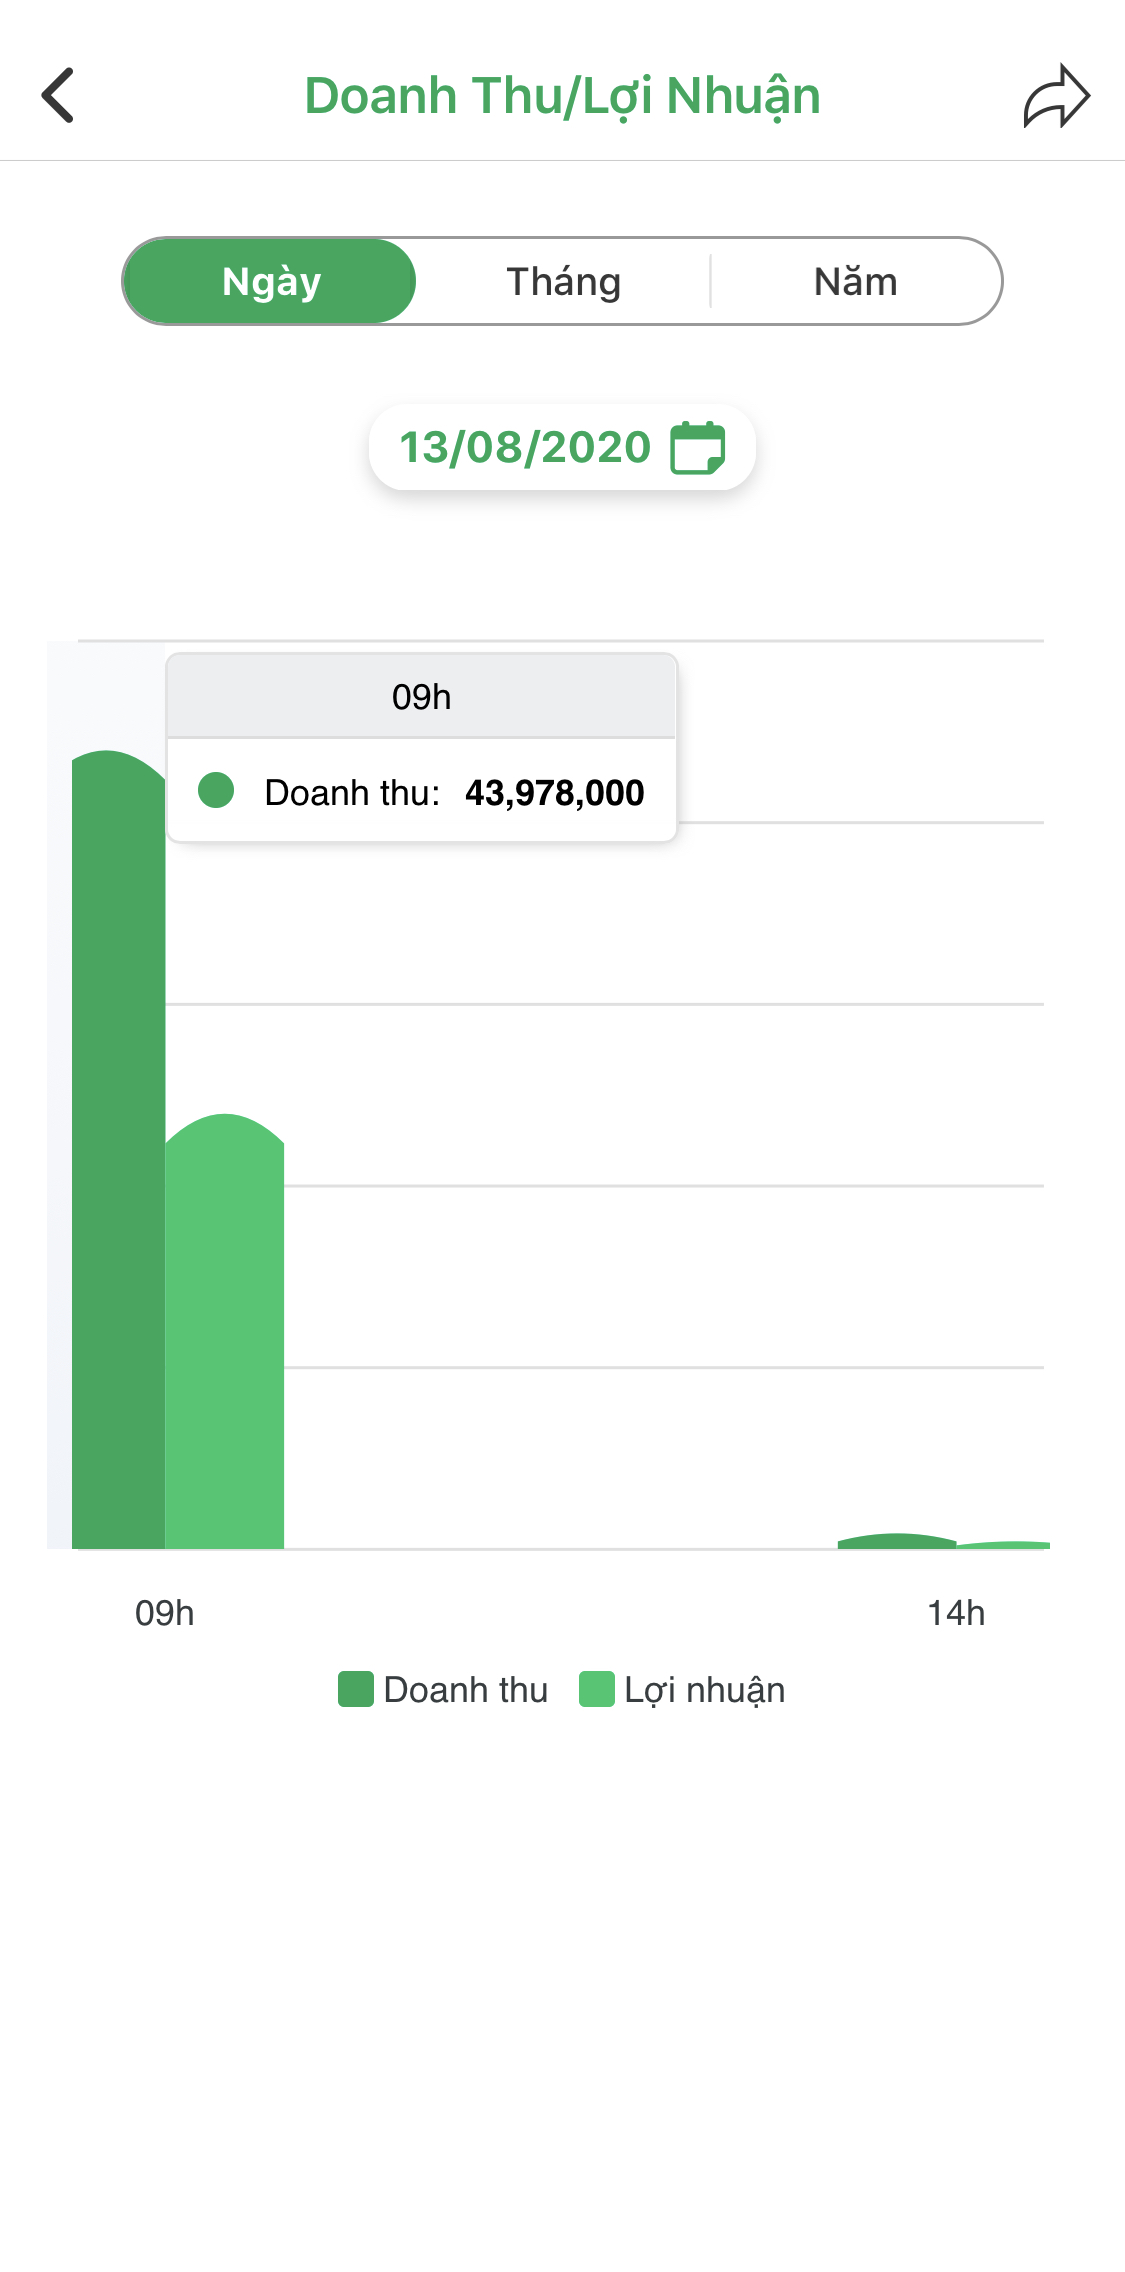 Doanh Thu/Lợi Nhuận
Ngày Tháng Năm
13/08/2020
09h
Doanh thu: 43,978,000
09h 14h
Doanh thu Lợi nhuận